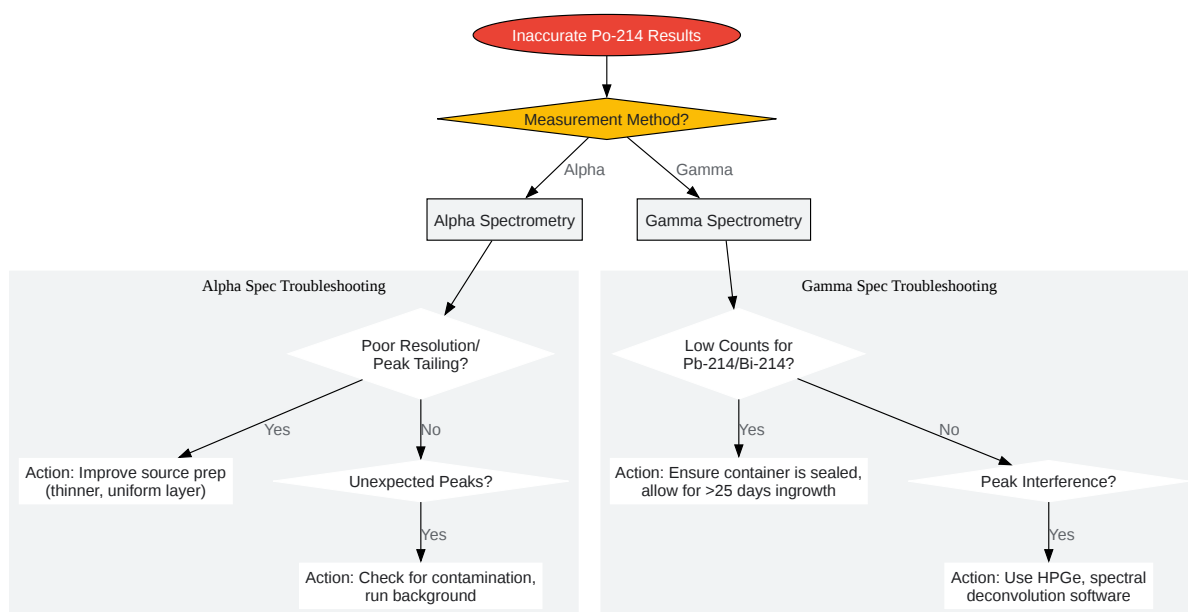 Inaccurate Po-214 Results
Measurement Method?
Alpha
Gamma
Alpha Spectrometry
Gamma Spectrometry
Alpha Spec Troubleshooting
Gamma Spec Troubleshooting
Poor Resolution/
Peak Tailing?
Low Counts for
Pb-214/Bi-214?
Yes
No
Yes
No
Action: Improve source prep
(thinner, uniform layer)
Unexpected Peaks?
Action: Ensure container is sealed,
allow for >25 days ingrowth
Peak Interference?
Yes
Yes
Action: Check for contamination,
run background
Action: Use HPGe, spectral
deconvolution software